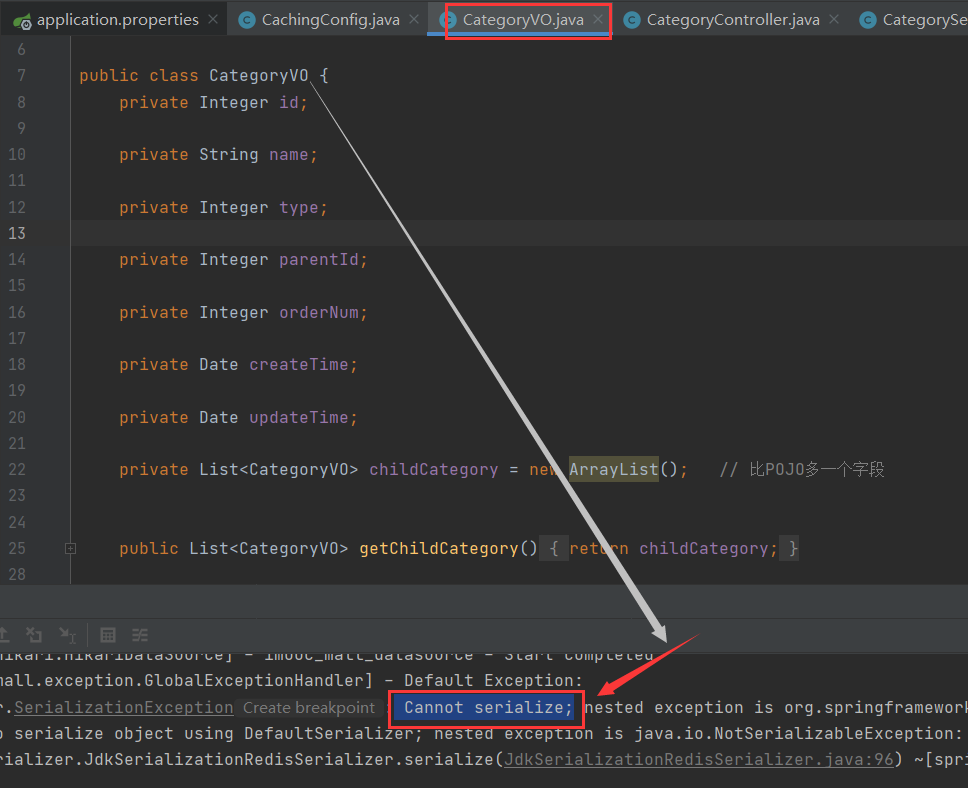 application.properties × CachingConfig.java × CategoryVO.java × CategoryController.java × CategorySe
6
7 public class CategoryVO {
8 private Integer id;
9
10 private String name;
11
12 private Integer type;
13
14 private Integer parentId;
15
16 private Integer orderNum;
17
18 private Date createTime;
19
20 private Date updateTime;
21
22 private List<CategoryVO> childCategory = new ArrayList(); // 比POJO多一个字段
23
24
25 public List<CategoryVO> getChildCategory() { return childCategory; }
28
hikari.HikariDataSource] - imooc_mall_datasource - Start completed
mall.exception.GlobalExceptionHandler] - Default Exception:
r.SerializationException Create breakpoint : Cannot serialize; nested exception is org.springframework
o serialize object using DefaultSerializer; nested exception is java.io.NotSerializableException:
rializer.JdkSerializationRedisSerializer.serialize(JdkSerializationRedisSerializer.java:96) ~[spri